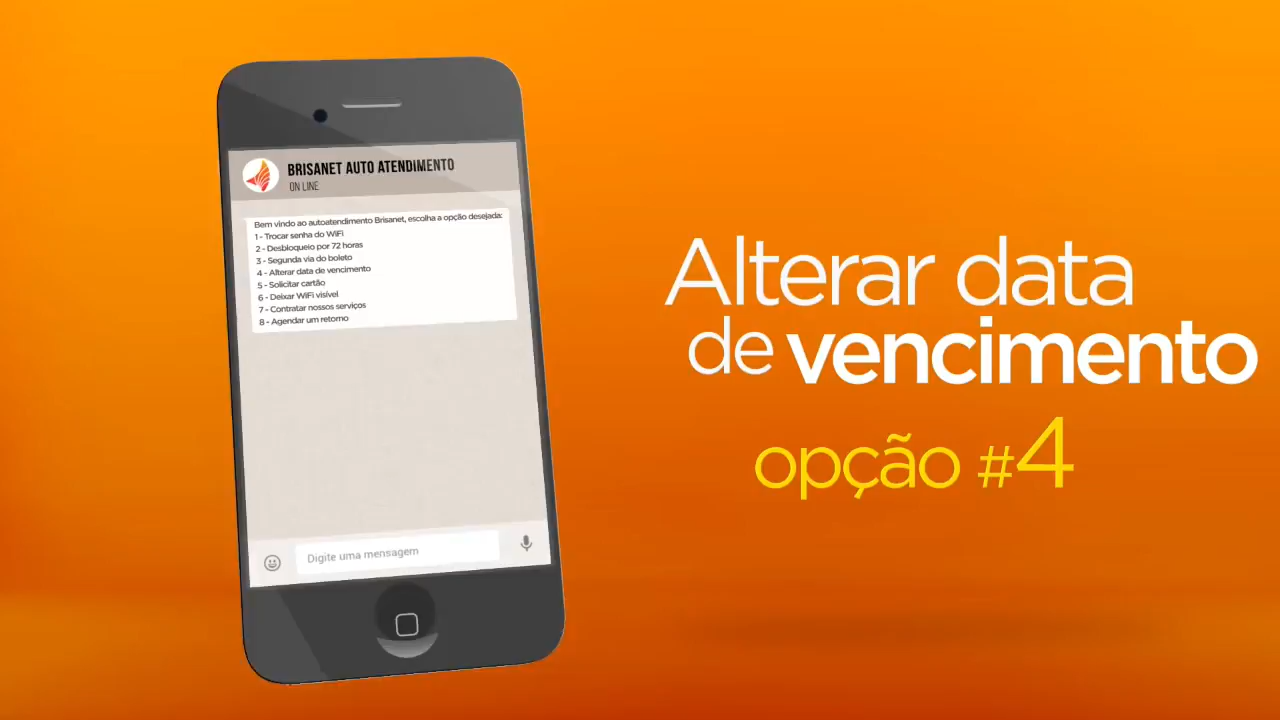 BRISANET AUTO ATENDIMENTO
ON LINE
Bem vindo ao autoatendimento Brisanet, escolha a opção desejada:
1 - Trocar senha do WiFi
2 - Desbloqueio por 72 horas
3 - Segunda via do boleto
4 - Alterar data de vencimento
5 - Solicitar cartão
6 - Deixar WiFi visível
7 - Contratar nossos serviços
8 - Agendar um retorno
Digite uma mensagem
Alterar data
de vencimento
opção #4